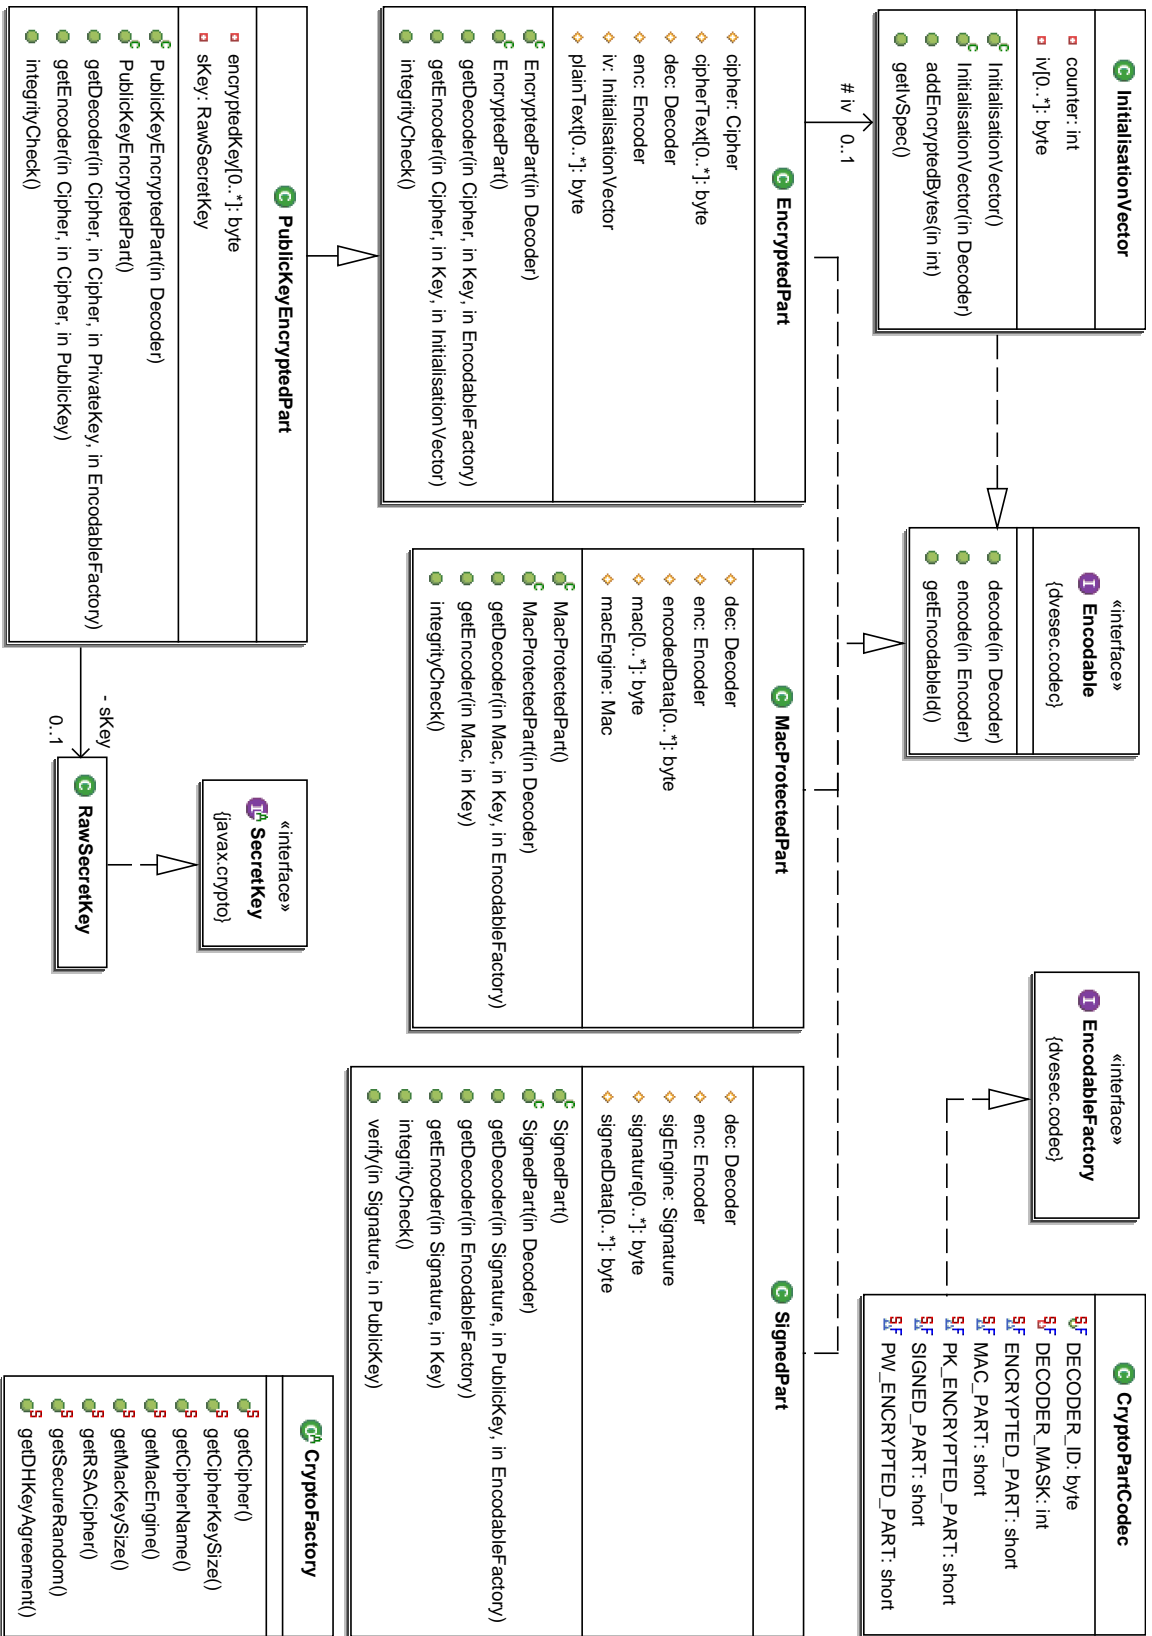 InitialisationVector
counter: int
iv[0..*]: byte
InitialisationVector()
InitialisationVector(in Decoder)
addEncryptedBytes(in int)
getIvSpec()
«interface»
Encodable
{dvesec.codec}
decode(in Decoder)
encode(in Encoder)
getEncodableId()
«interface»
EncodableFactory
{dvesec.codec}
CryptoPartCodec
DECODER_ID: byte
DECODER_MASK: int
ENCRYPTED_PART: short
MAC_PART: short
PK_ENCRYPTED_PART: short
SIGNED_PART: short
PW_ENCRYPTED_PART: short
# iv
0..1
EncryptedPart
cipher: Cipher
cipherText[0..*]: byte
dec: Decoder
enc: Encoder
iv: InitialisationVector
plainText[0..*]: byte
EncryptedPart(in Decoder)
EncryptedPart()
getDecoder(in Cipher, in Key, in EncodableFactory)
getEncoder(in Cipher, in Key, in InitialisationVector)
integrityCheck()
MacProtectedPart
dec: Decoder
enc: Encoder
encodedData[0..*]: byte
mac[0..*]: byte
macEngine: Mac
MacProtectedPart()
MacProtectedPart(in Decoder)
getDecoder(in Mac, in Key, in EncodableFactory)
getEncoder(in Mac, in Key)
integrityCheck()
SignedPart
dec: Decoder
enc: Encoder
sigEngine: Signature
signature[0..*]: byte
signedData[0..*]: byte
SignedPart()
SignedPart(in Decoder)
getDecoder(in Signature, in PublicKey, in EncodableFactory)
getDecoder(in EncodableFactory)
getEncoder(in Signature, in Key)
integrityCheck()
verify(in Signature, in PublicKey)
PublicKeyEncryptedPart
encryptedKey[0..*]: byte
sKey: RawSecretKey
PublicKeyEncryptedPart(in Decoder)
PublicKeyEncryptedPart()
getDecoder(in Cipher, in PrivateKey, in EncodableFactory)
getEncoder(in Cipher, in PublicKey)
integrityCheck()
- sKey
0..1
«interface»
SecretKey
{javax.crypto}
RawSecretKey
CryptoFactory
getCipher()
getCipherKeySize()
getCipherName()
getMacEngine()
getMacKeySize()
getRSACipher()
getSecureRandom()
getDHKeyAgreement()